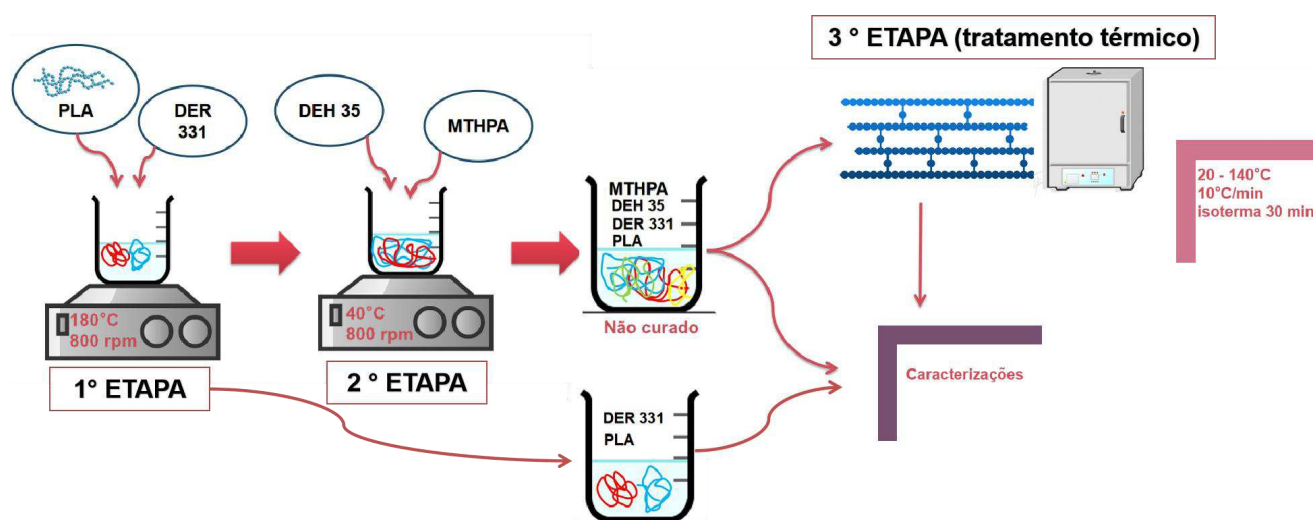 3 ° ETAPA (tratamento térmico)
PLA
DER
331
DEH 35
MTHPA
180°C
800 rpm
1° ETAPA
40°C
800 rpm
2 ° ETAPA
MTHPA
DEH 35
DER 331
PLA
Não curado
DER 331
PLA
20 - 140°C
10°C/min
isoterma 30 min
Caracterizações